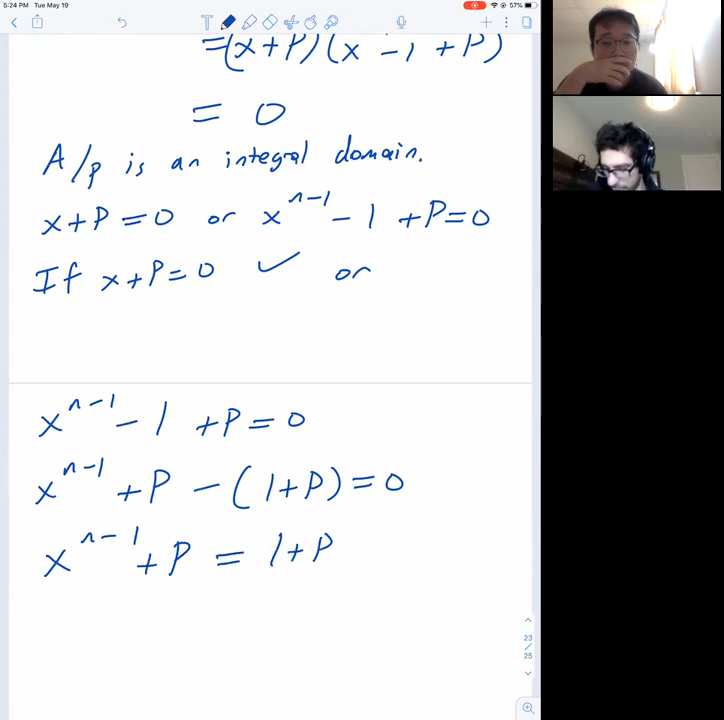 5:24 PM Tue May 19
57%
=(x+P)(x -1 + P)
= 0
A/p is an integral domain.
x+P=0 or x^{n-1} - 1 +P=0
If x+P=0 ✓ or
x^{n-1} - 1 +P=0
x^{n-1} +P -(1+P)=0
x^{n-1} +P = 1+P
23
/
25